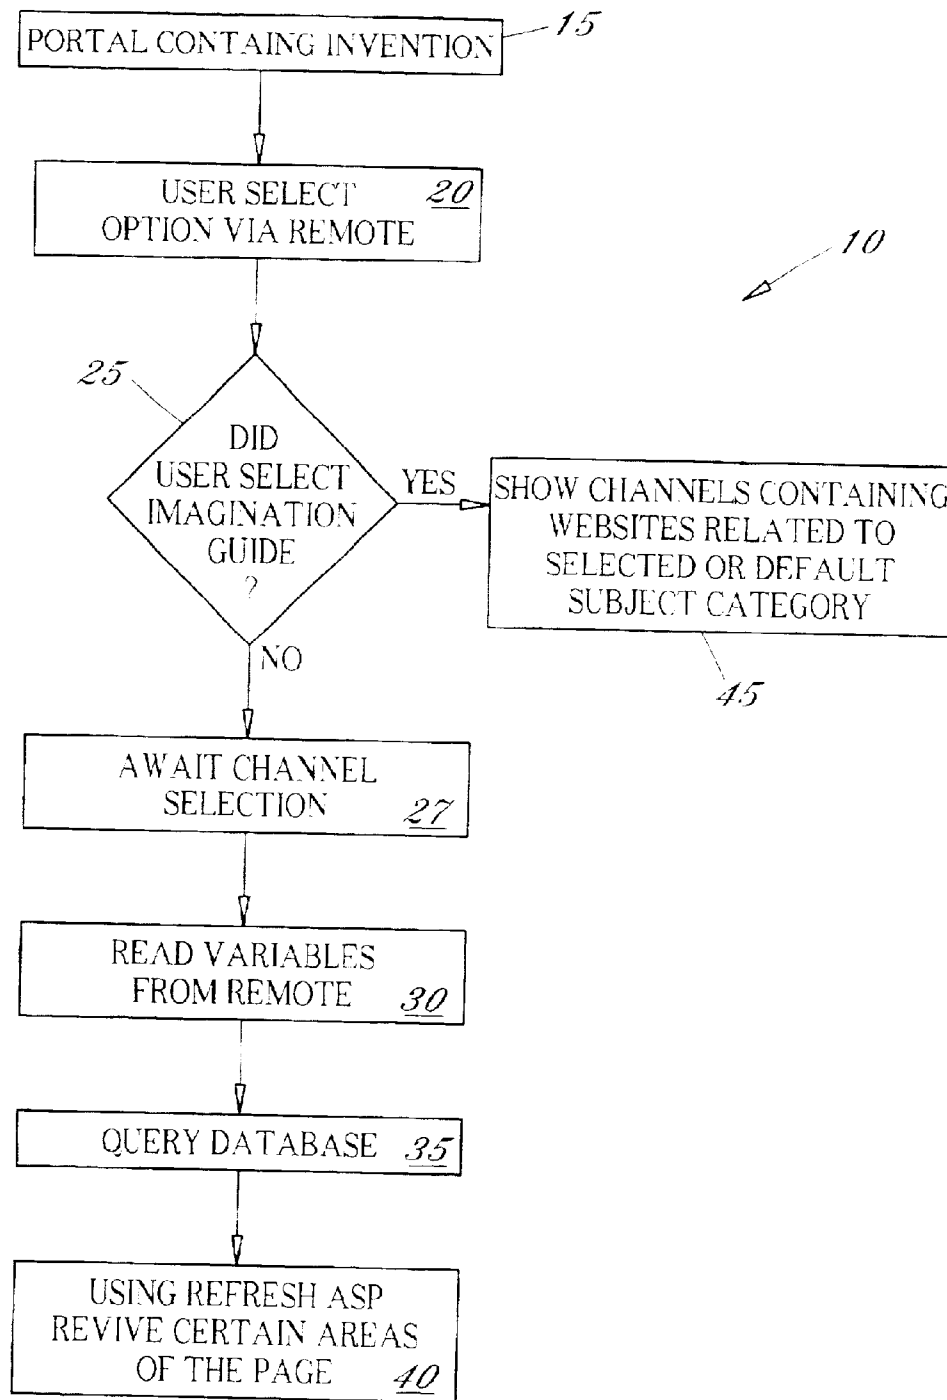 PORTAL CONTAING INVENTION
15
USER SELECT
OPTION VIA REMOTE
20
10
25
DID
USER SELECT
IMAGINATION
GUIDE
?
YES
SHOW CHANNELS CONTAINING
WEBSITES RELATED TO
SELECTED OR DEFAULT
SUBJECT CATEGORY
45
NO
AWAIT CHANNEL
SELECTION
27
READ VARIABLES
FROM REMOTE
30
QUERY DATABASE
35
USING REFRESH ASP
REVIVE CERTAIN AREAS
OF THE PAGE
40